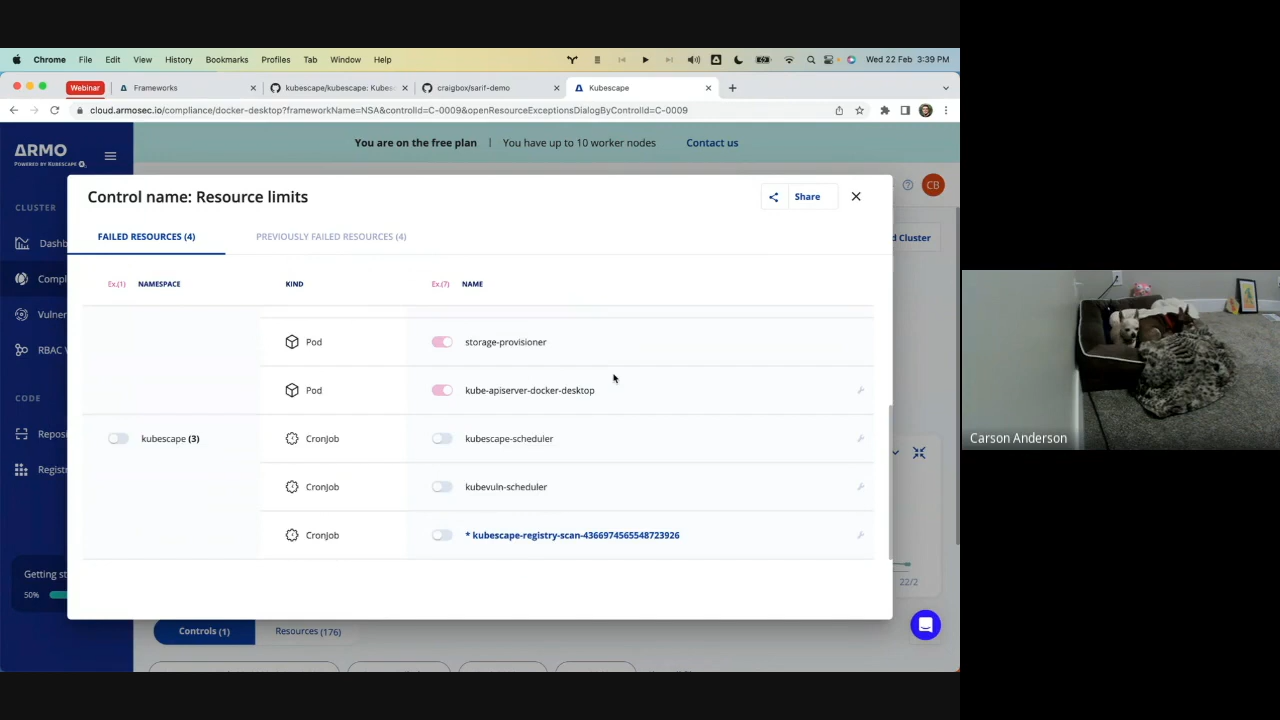 Chrome File Edit View History Bookmarks Profiles Tab Window Help
Wed 22 Feb 3:39 PM
Webinar
Frameworks
kubescape/kubescape: Kubes
craigbox/sarif-demo
Kubescape
cloud.armosec.io/compliance/docker-desktop?frameworkName=NSA&controlId=C-0009&openResourceExceptionsDialogByControlId=C-0009
ARMO
POWERED BY KUBESCAPE
You are on the free plan | You have up to 10 worker nodes Contact us
CB
Control name: Resource limits
Share
CLUSTER
FAILED RESOURCES (4)
PREVIOUSLY FAILED RESOURCES (4)
Dashb
d Cluster
Compl
Ex.(1) NAMESPACE KIND Ex.(7) NAME
Vulner
Pod storage-provisioner
RBAC V
Pod kube-apiserver-docker-desktop
CODE
kubescape (3) CronJob kubescape-scheduler
Carson Anderson
Reposi
Registr
CronJob kubevuln-scheduler
CronJob * kubescape-registry-scan-4366974565548723926
Getting st
22/2
50%
Controls (1)
Resources (176)